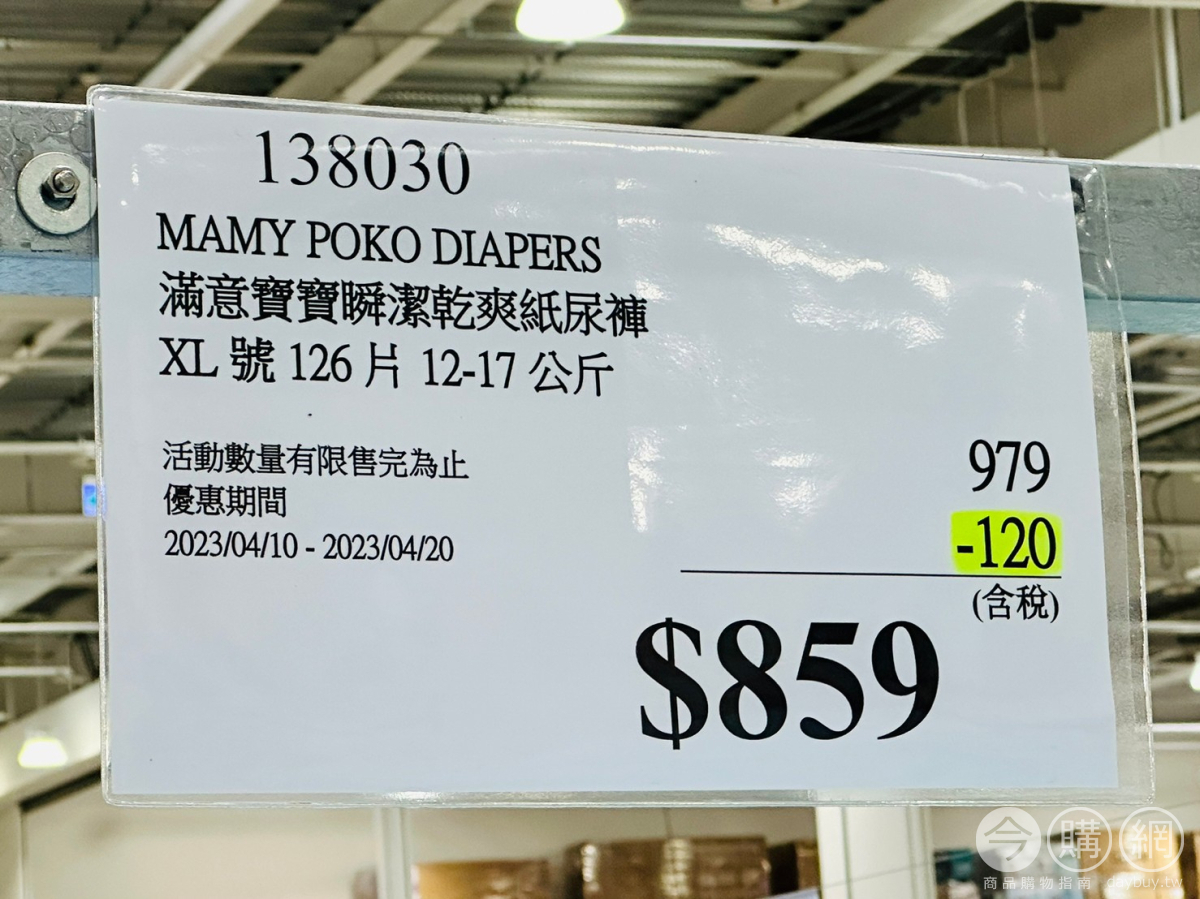 138030
MAMY POKO DIAPERS
滿意寶寶瞬潔乾爽紙尿褲
XL 號 126 片 12-17 公斤
活動數量有限售完為止
優惠期間
2023/04/10 - 2023/04/20
979
-120
(含稅)
$859
今購網
商品購物指南 daybuy.tw